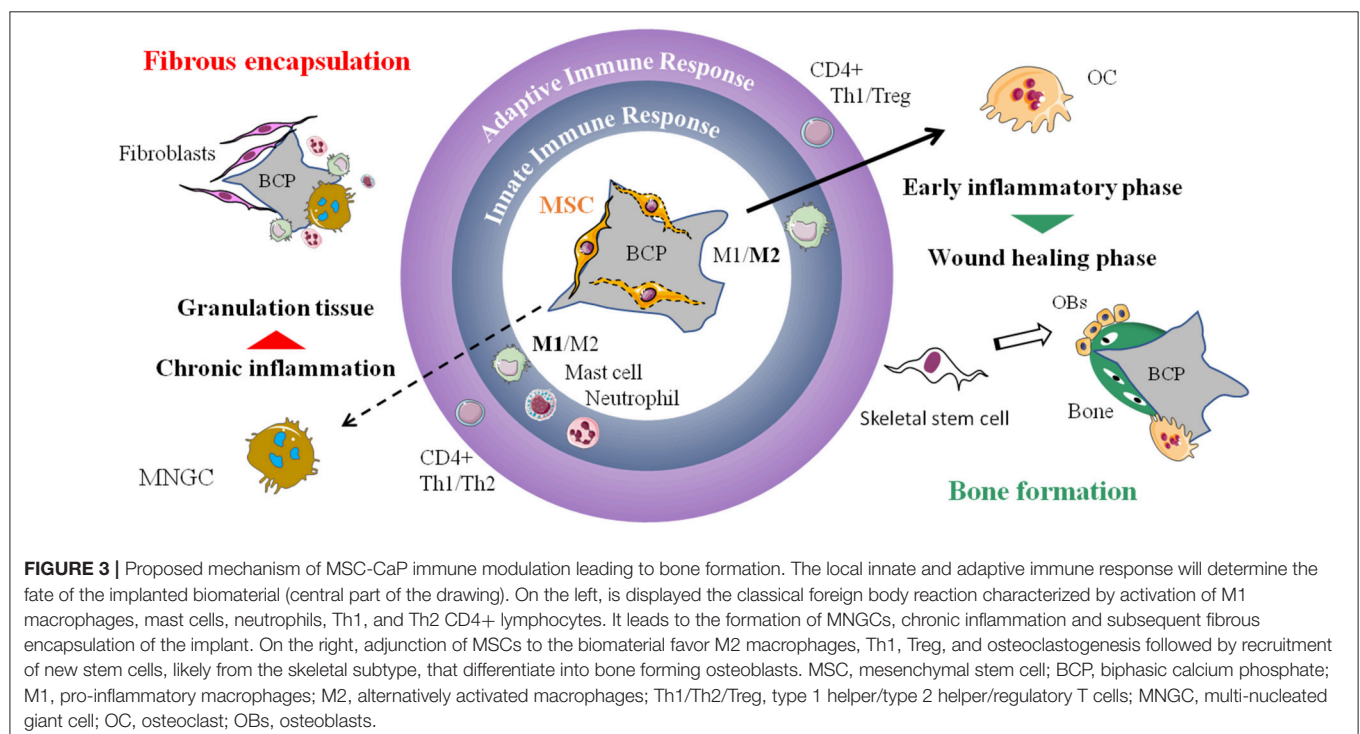 Fibrous encapsulation
Fibroblasts
BCP
Granulation tissue
Chronic inflammation
MNGC
Adaptive Immune Response
Innate Immune Response
MSC
BCP
M1/M2
M1/M2
Mast cell
Neutrophil
CD4+
Th1/Th2
CD4+
Th1/Treg
OC
Early inflammatory phase
Wound healing phase
OBs
BCP
Skeletal stem cell
Bone
Bone formation
FIGURE 3 | Proposed mechanism of MSC-CaP immune modulation leading to bone formation. The local innate and adaptive immune response will determine the
fate of the implanted biomaterial (central part of the drawing). On the left, is displayed the classical foreign body reaction characterized by activation of M1
macrophages, mast cells, neutrophils, Th1, and Th2 CD4+ lymphocytes. It leads to the formation of MNGCs, chronic inflammation and subsequent fibrous
encapsulation of the implant. On the right, adjunction of MSCs to the biomaterial favor M2 macrophages, Th1, Treg, and osteoclastogenesis followed by recruitment
of new stem cells, likely from the skeletal subtype, that differentiate into bone forming osteoblasts. MSC, mesenchymal stem cell; BCP, biphasic calcium phosphate;
M1, pro-inflammatory macrophages; M2, alternatively activated macrophages; Th1/Th2/Treg, type 1 helper/type 2 helper/regulatory T cells; MNGC, multi-nucleated
giant cell; OC, osteoclast; OBs, osteoblasts.